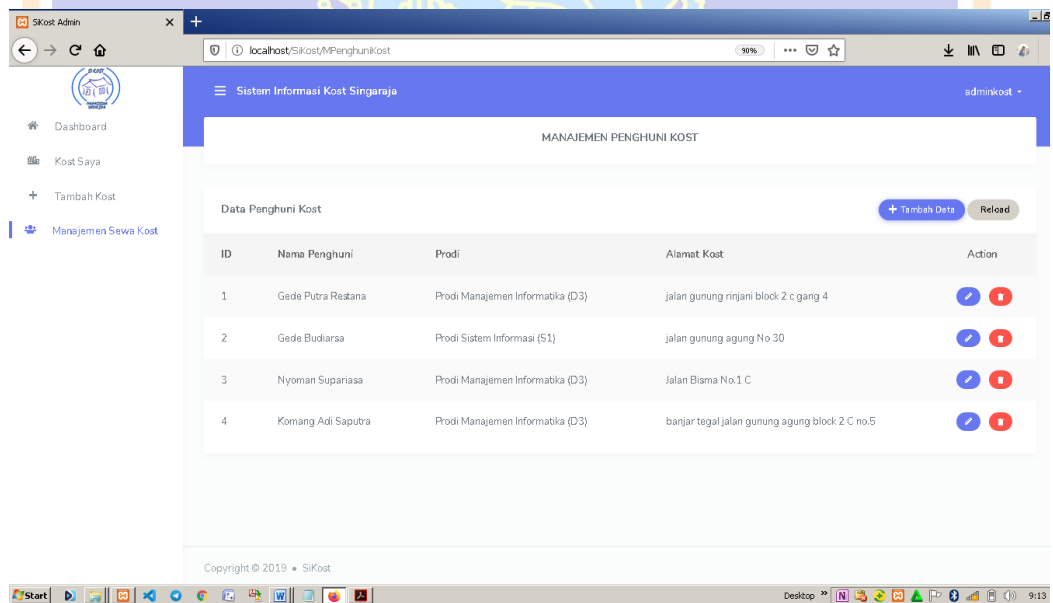 SiKost Admin
localhost/SiKost/MPenghuniKost
90%
Sistem Informasi Kost Singaraja
adminkost
Dashboard
Kost Saya
Tambah Kost
Manajemen Sewa Kost
MANAJEMEN PENGHUNI KOST
Data Penghuni Kost
+ Tambah Data
Reload
ID Nama Penghuni Prodi Alamat Kost Action
1 Gede Putra Restana Prodi Manajemen Informatika (D3) jalan gunung rinjani block 2 c gang 4
2 Gede Budiarsa Prodi Sistem Informasi (S1) jalan gunung agung No 30
3 Nyoman Supariasa Prodi Manajemen Informatika (D3) Jalan Bisma No.1 C
4 Komang Adi Saputra Prodi Manajemen Informatika (D3) banjar tegal jalan gunung agung block 2 C no.5
Copyright © 2019 • SiKost
Start
Desktop »
9:13